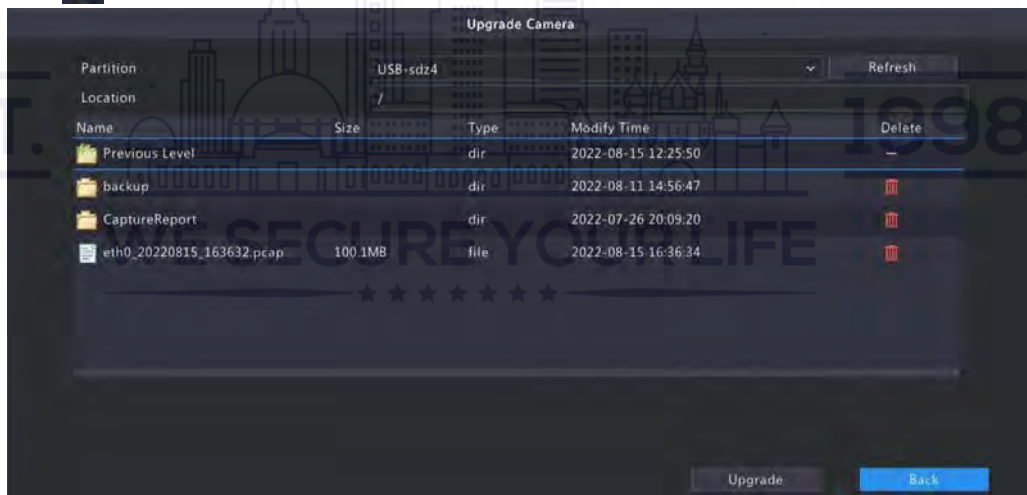 Upgrade Camera
Partition USB-sdz4 Refresh
Location /
Name Size Type Modify Time Delete
Previous Level dir 2022-08-15 12:25:50 –
backup dir 2022-08-11 14:56:47
CaptureReport dir 2022-07-26 20:09:20
eth0_20220815_163632.pcap 100.1MB file 2022-08-15 16:36:34
T. 1998
WE SECURE YOUR LIFE
Upgrade Back